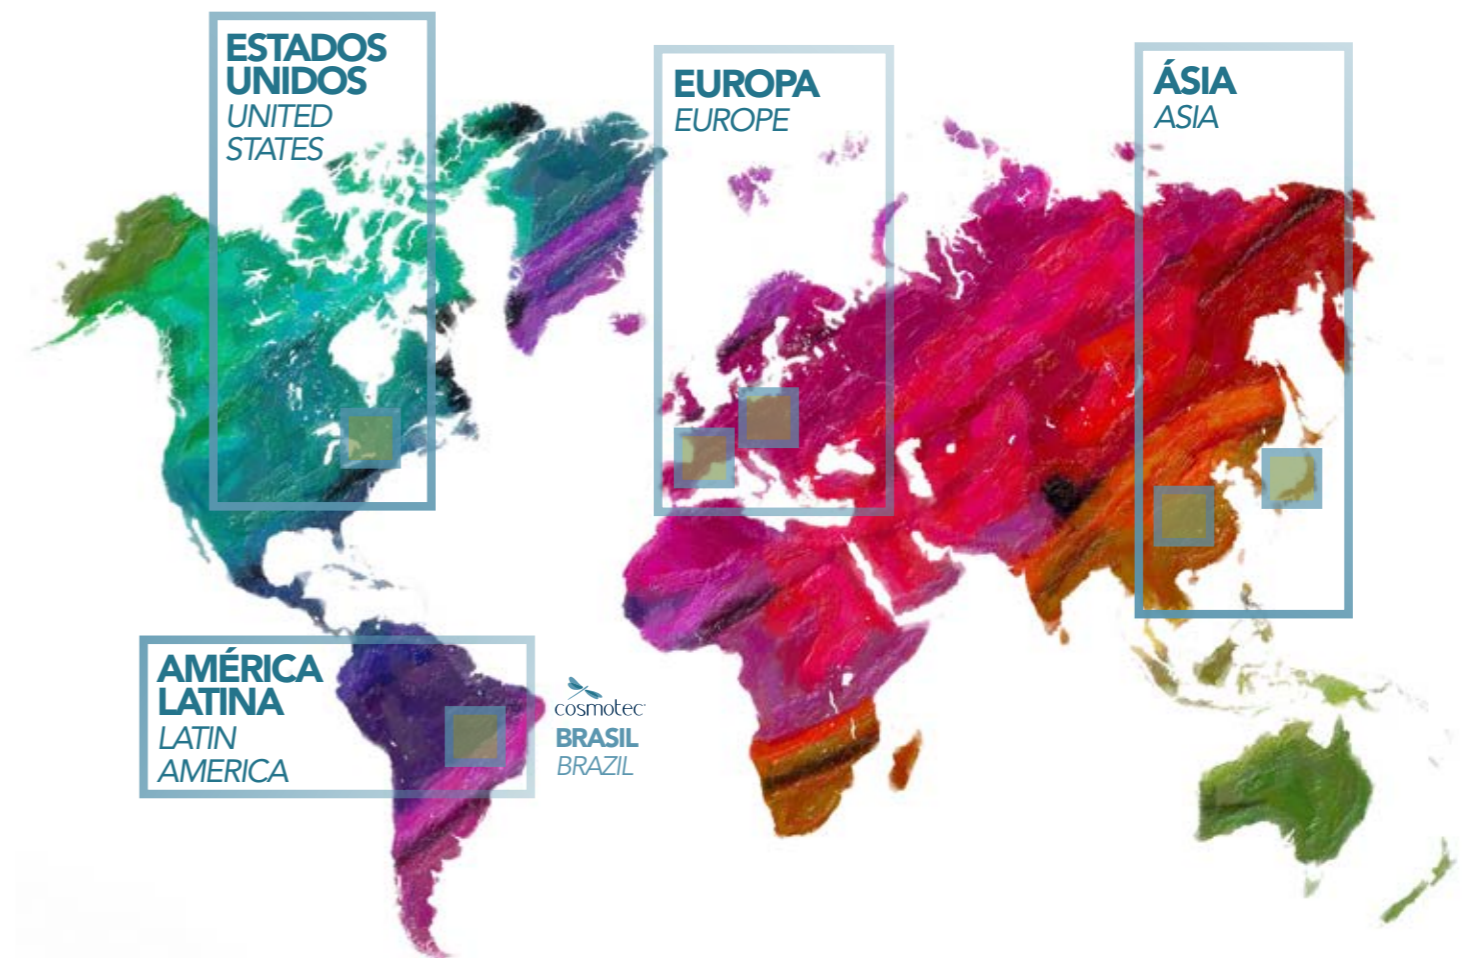 ESTADOS
UNIDOS
UNITED
STATES
EUROPA
EUROPE
ÁSIA
ASIA
AMÉRICA
LATINA
LATIN
AMERICA
cosmotec
BRASIL
BRAZIL